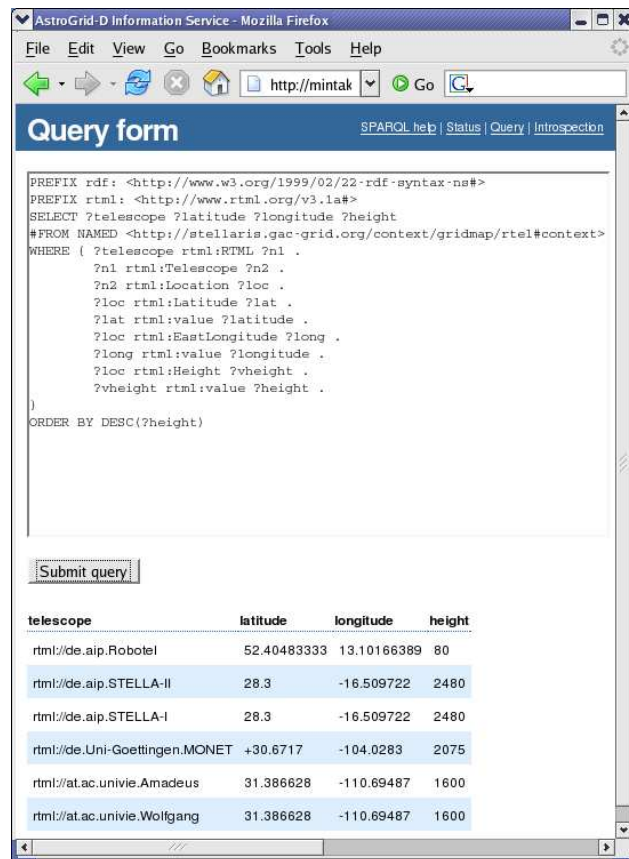 AstroGrid-D Information Service - Mozilla Firefox
File Edit View Go Bookmarks Tools Help
http://mintak Go G
Query form
SPARQL help | Status | Query | Introspection
PREFIX rdf: <http://www.w3.org/1999/02/22-rdf-syntax-ns#>
PREFIX rtml: <http://www.rtml.org/v3.1a#>
SELECT ?telescope ?latitude ?longitude ?height
#FROM NAMED <http://stellaris.gac-grid.org/context/gridmap/rtel#context>
WHERE { ?telescope rtml:RTML ?n1 .
?n1 rtml:Telescope ?n2 .
?n2 rtml:Location ?loc .
?loc rtml:Latitude ?lat .
?lat rtml:value ?latitude .
?loc rtml:EastLongitude ?long .
?long rtml:value ?longitude .
?loc rtml:Height ?vheight .
?vheight rtml:value ?height .
}
ORDER BY DESC(?height)
Submit query
telescope latitude longitude height
rtml://de.aip.Robotel 52.40483333 13.10166389 80
rtml://de.aip.STELLA-II 28.3 -16.509722 2480
rtml://de.aip.STELLA-I 28.3 -16.509722 2480
rtml://de.Uni-Goettingen.MONET +30.6717 -104.0283 2075
rtml://at.ac.univie.Amadeus 31.386628 -110.69487 1600
rtml://at.ac.univie.Wolfgang 31.386628 -110.69487 1600